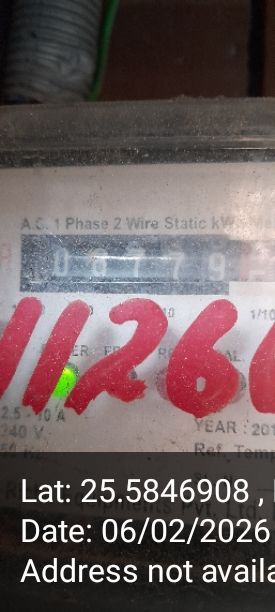 A.C. 1 Phase 2 Wire Static kW
08779
1/10
11266
2.5 - 10 A
240 V
YEAR : 201
Ref. Temp
Lat: 25.5846908 ,
Date: 06/02/2026
Address not availa